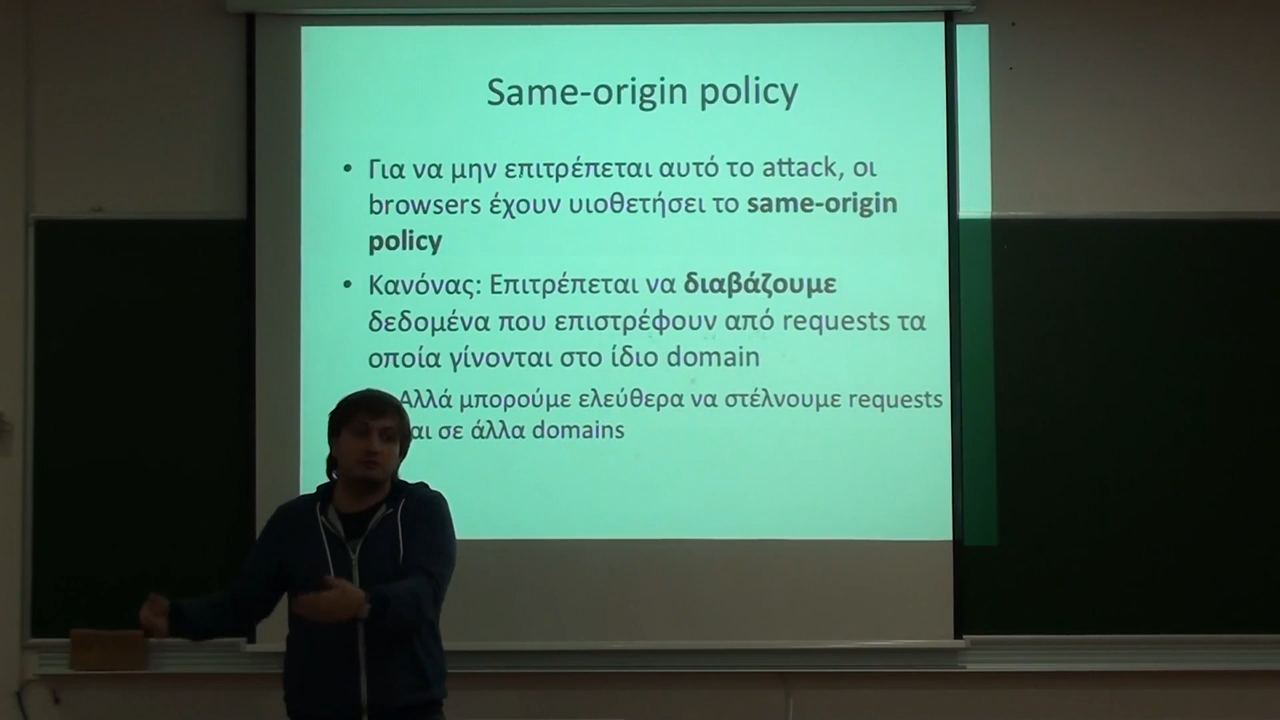 Same-origin policy
• Για να μην επιτρέπεται αυτό το attack, οι
browsers έχουν υιοθετήσει το same-origin
policy
• Κανόνας: Επιτρέπεται να διαβάζουμε
δεδομένα που επιστρέφουν από requests τα
οποία γίνονται στο ίδιο domain
Αλλά μπορούμε ελεύθερα να στέλνουμε requests
σε άλλα domains